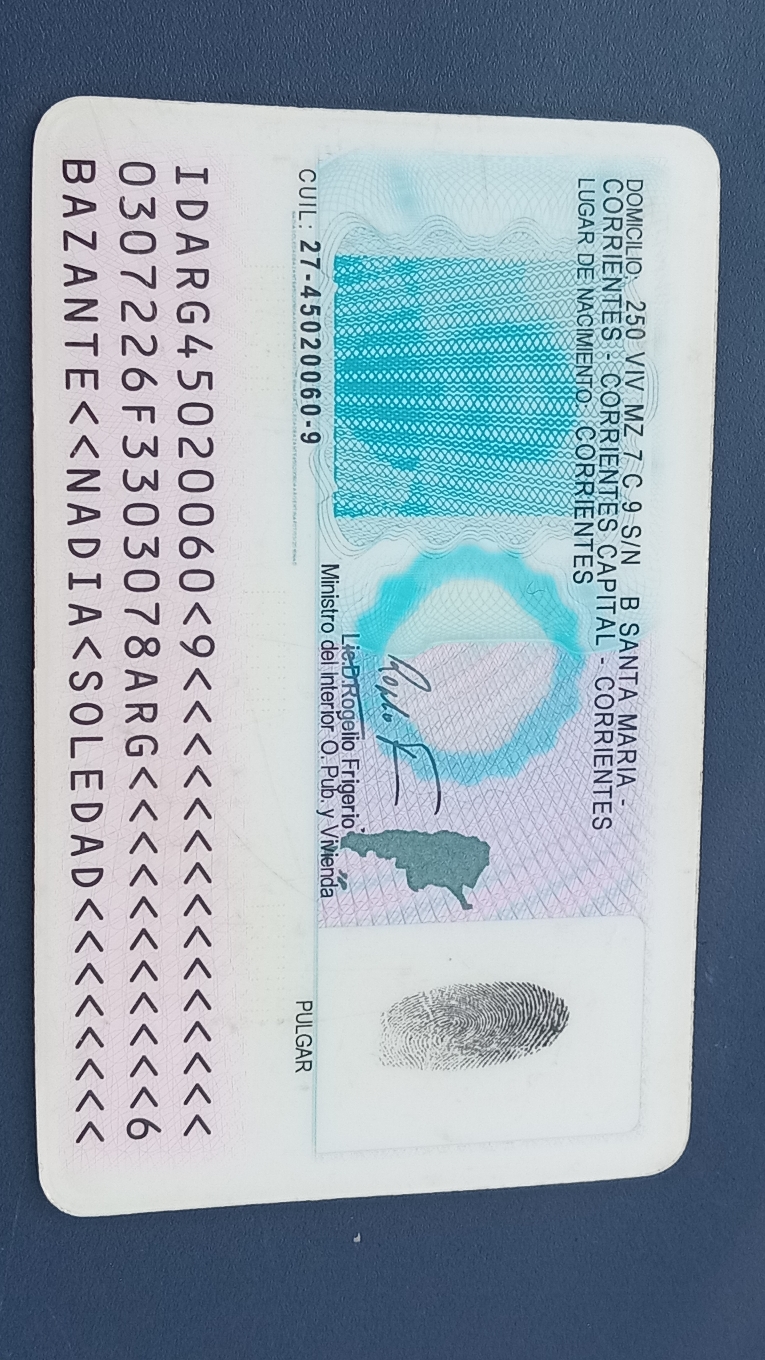 DOMICILIO: 250 VIV MZ 7 C 9 S/N B SANTA MARIA -
CORRIENTES - CORRIENTES CAPITAL - CORRIENTES
LUGAR DE NACIMIENTO: CORRIENTES
Lic.D.Rogelio Frigerio
Ministro del interior O. Pub. y Vivienda
CUIL: 27-45020060-9
PULGAR
IDARG45020060<9<<<<<<<<<<<<<<<
0307226F3303078ARG<<<<<<<<<<<6
BAZANTE<<NADIA<SOLEDAD<<<<<<<<